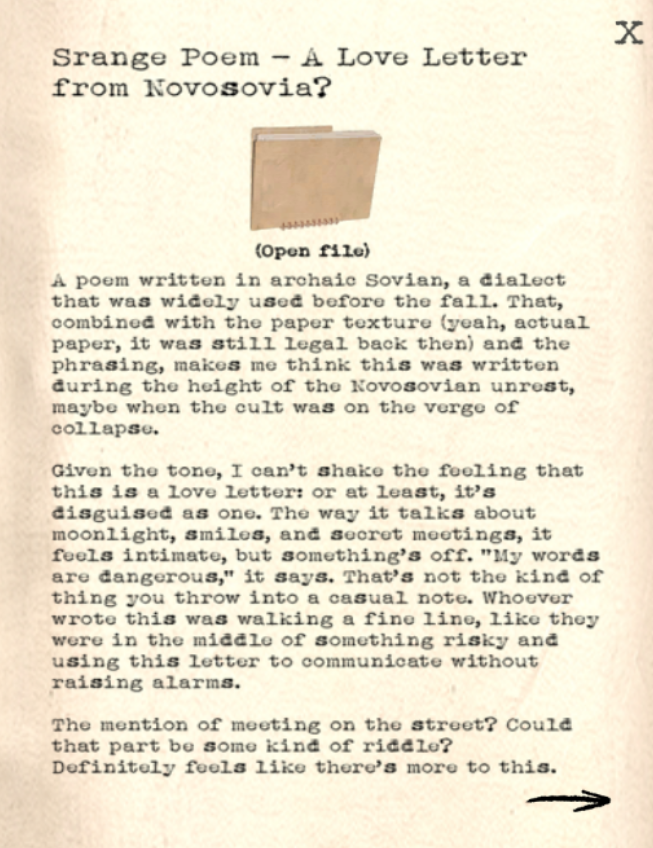 X
Srange Poem – A Love Letter
from Novosovia?
(Open file)
A poem written in archaic Sovian, a dialect
that was widely used before the fall. That,
combined with the paper texture (yeah, actual
paper, it was still legal back then) and the
phrasing, makes me think this was written
during the height of the Novosovian unrest,
maybe when the cult was on the verge of
collapse.
Given the tone, I can't shake the feeling that
this is a love letter: or at least, it's
disguised as one. The way it talks about
moonlight, smiles, and secret meetings, it
feels intimate, but something's off. "My words
are dangerous," it says. That's not the kind of
thing you throw into a casual note. Whoever
wrote this was walking a fine line, like they
were in the middle of something risky and
using this letter to communicate without
raising alarms.
The mention of meeting on the street? Could
that part be some kind of riddle?
Definitely feels like there's more to this.